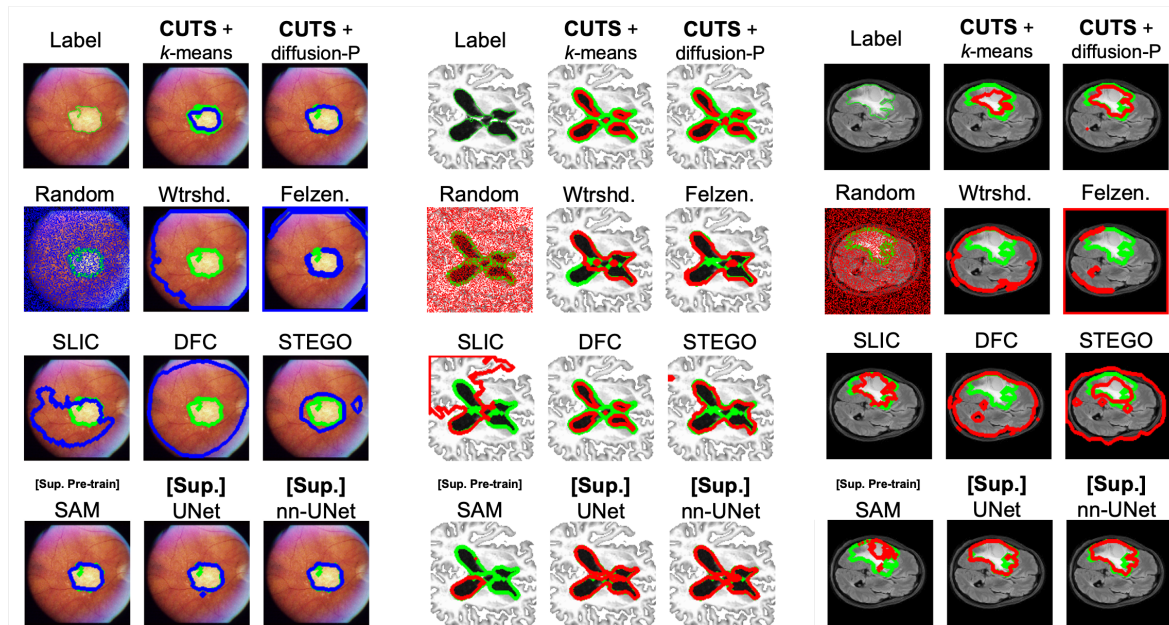 Label
CUTS +
k-means
CUTS +
diffusion-P
Random
Wtrshd.
Felzen.
SLIC
DFC
STEGO
[Sup. Pre-train]
SAM
[Sup.]
UNet
[Sup.]
nn-UNet
Label
CUTS +
k-means
CUTS +
diffusion-P
Random
Wtrshd.
Felzen.
SLIC
DFC
STEGO
[Sup. Pre-train]
SAM
[Sup.]
UNet
[Sup.]
nn-UNet
Label
CUTS +
k-means
CUTS +
diffusion-P
Random
Wtrshd.
Felzen.
SLIC
DFC
STEGO
[Sup. Pre-train]
SAM
[Sup.]
UNet
[Sup.]
nn-UNet